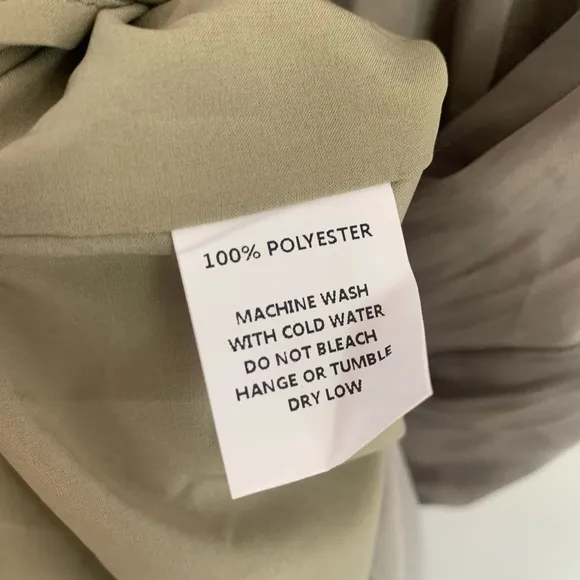 100% POLYESTER
MACHINE WASH
WITH COLD WATER
DO NOT BLEACH
HANGE OR TUMBLE
DRY LOW